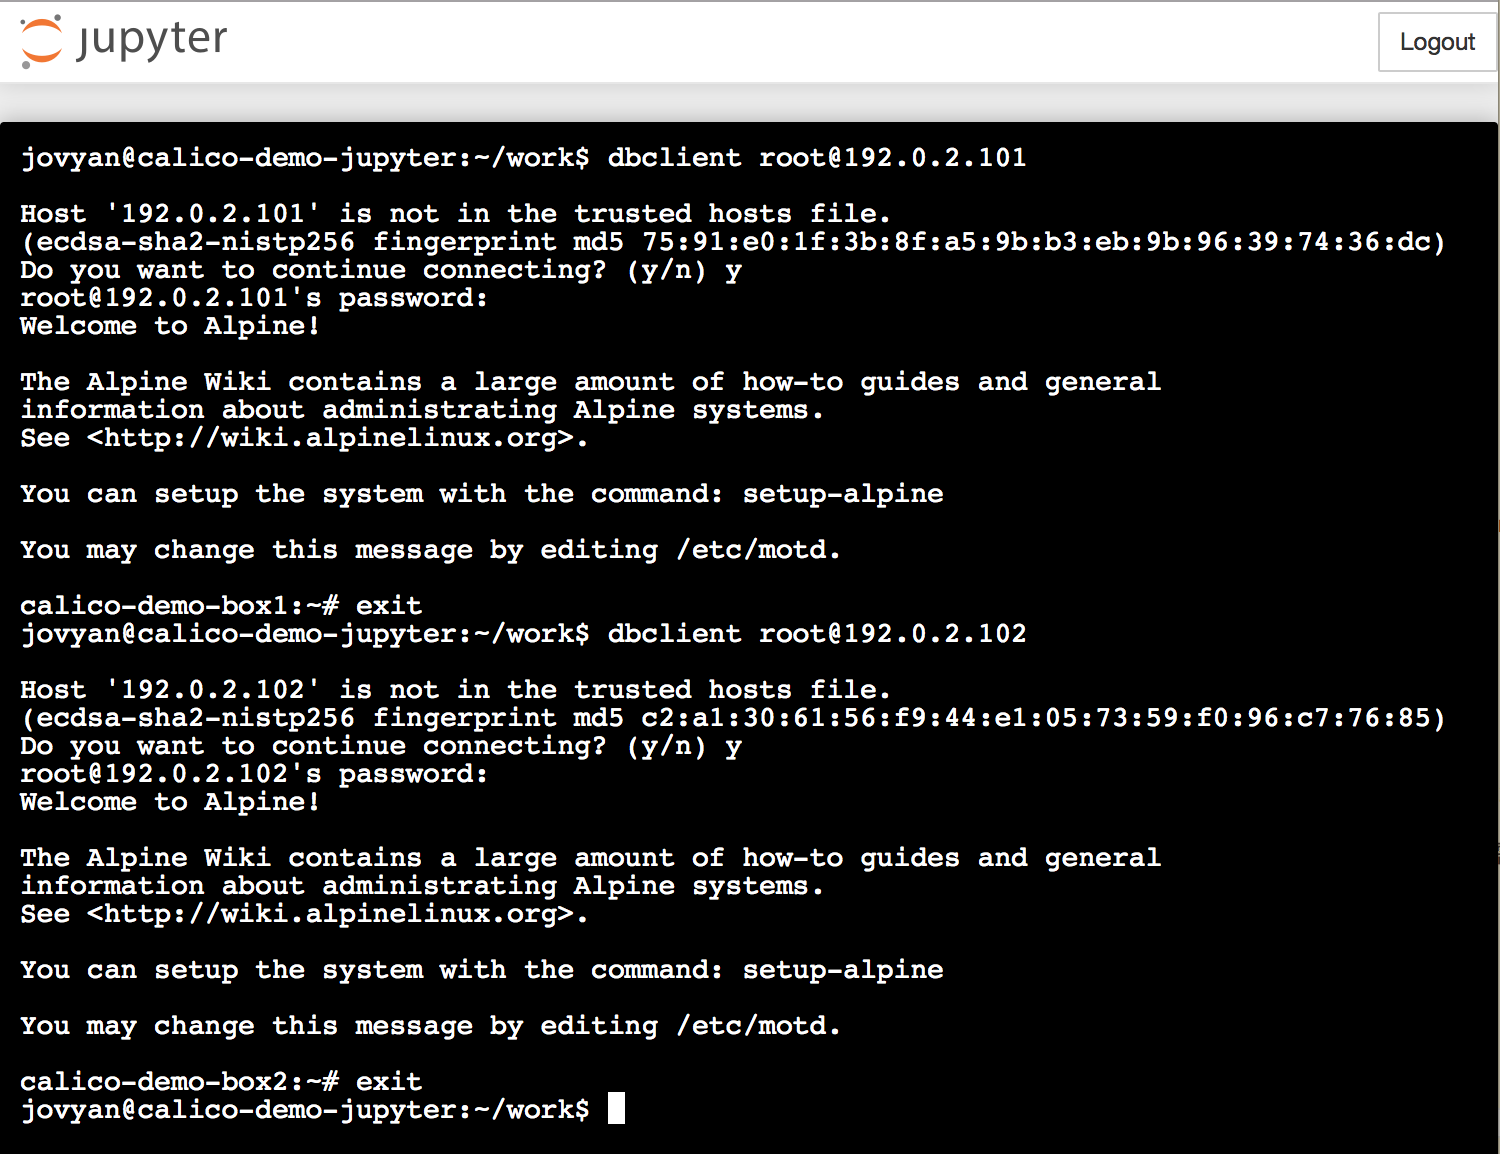 jupyter
Logout
jovyan@calico-demo-jupyter:~/work$ dbclient root@192.0.2.101
Host '192.0.2.101' is not in the trusted hosts file.
(ecdsa-sha2-nistp256 fingerprint md5 75:91:e0:1f:3b:8f:a5:9b:b3:eb:9b:96:39:74:36:dc)
Do you want to continue connecting? (y/n) y
root@192.0.2.101's password:
Welcome to Alpine!
The Alpine Wiki contains a large amount of how-to guides and general
information about administrating Alpine systems.
See <http://wiki.alpinelinux.org>.
You can setup the system with the command: setup-alpine
You may change this message by editing /etc/motd.
calico-demo-box1:~# exit
jovyan@calico-demo-jupyter:~/work$ dbclient root@192.0.2.102
Host '192.0.2.102' is not in the trusted hosts file.
(ecdsa-sha2-nistp256 fingerprint md5 c2:a1:30:61:56:f9:44:e1:05:73:59:f0:96:c7:76:85)
Do you want to continue connecting? (y/n) y
root@192.0.2.102's password:
Welcome to Alpine!
The Alpine Wiki contains a large amount of how-to guides and general
information about administrating Alpine systems.
See <http://wiki.alpinelinux.org>.
You can setup the system with the command: setup-alpine
You may change this message by editing /etc/motd.
calico-demo-box2:~# exit
jovyan@calico-demo-jupyter:~/work$